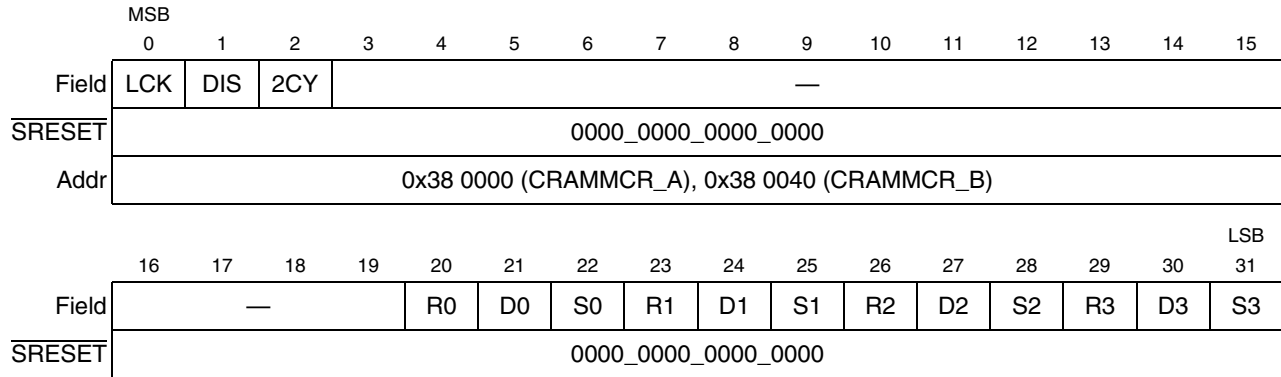 MSB
0 1 2 3 4 5 6 7 8 9 10 11 12 13 14 15
Field LCK DIS 2CY —
SRESET 0000_0000_0000_0000
Addr 0x38 0000 (CRAMMCR_A), 0x38 0040 (CRAMMCR_B)
LSB
16 17 18 19 20 21 22 23 24 25 26 27 28 29 30 31
Field — R0 D0 S0 R1 D1 S1 R2 D2 S2 R3 D3 S3
SRESET 0000_0000_0000_0000